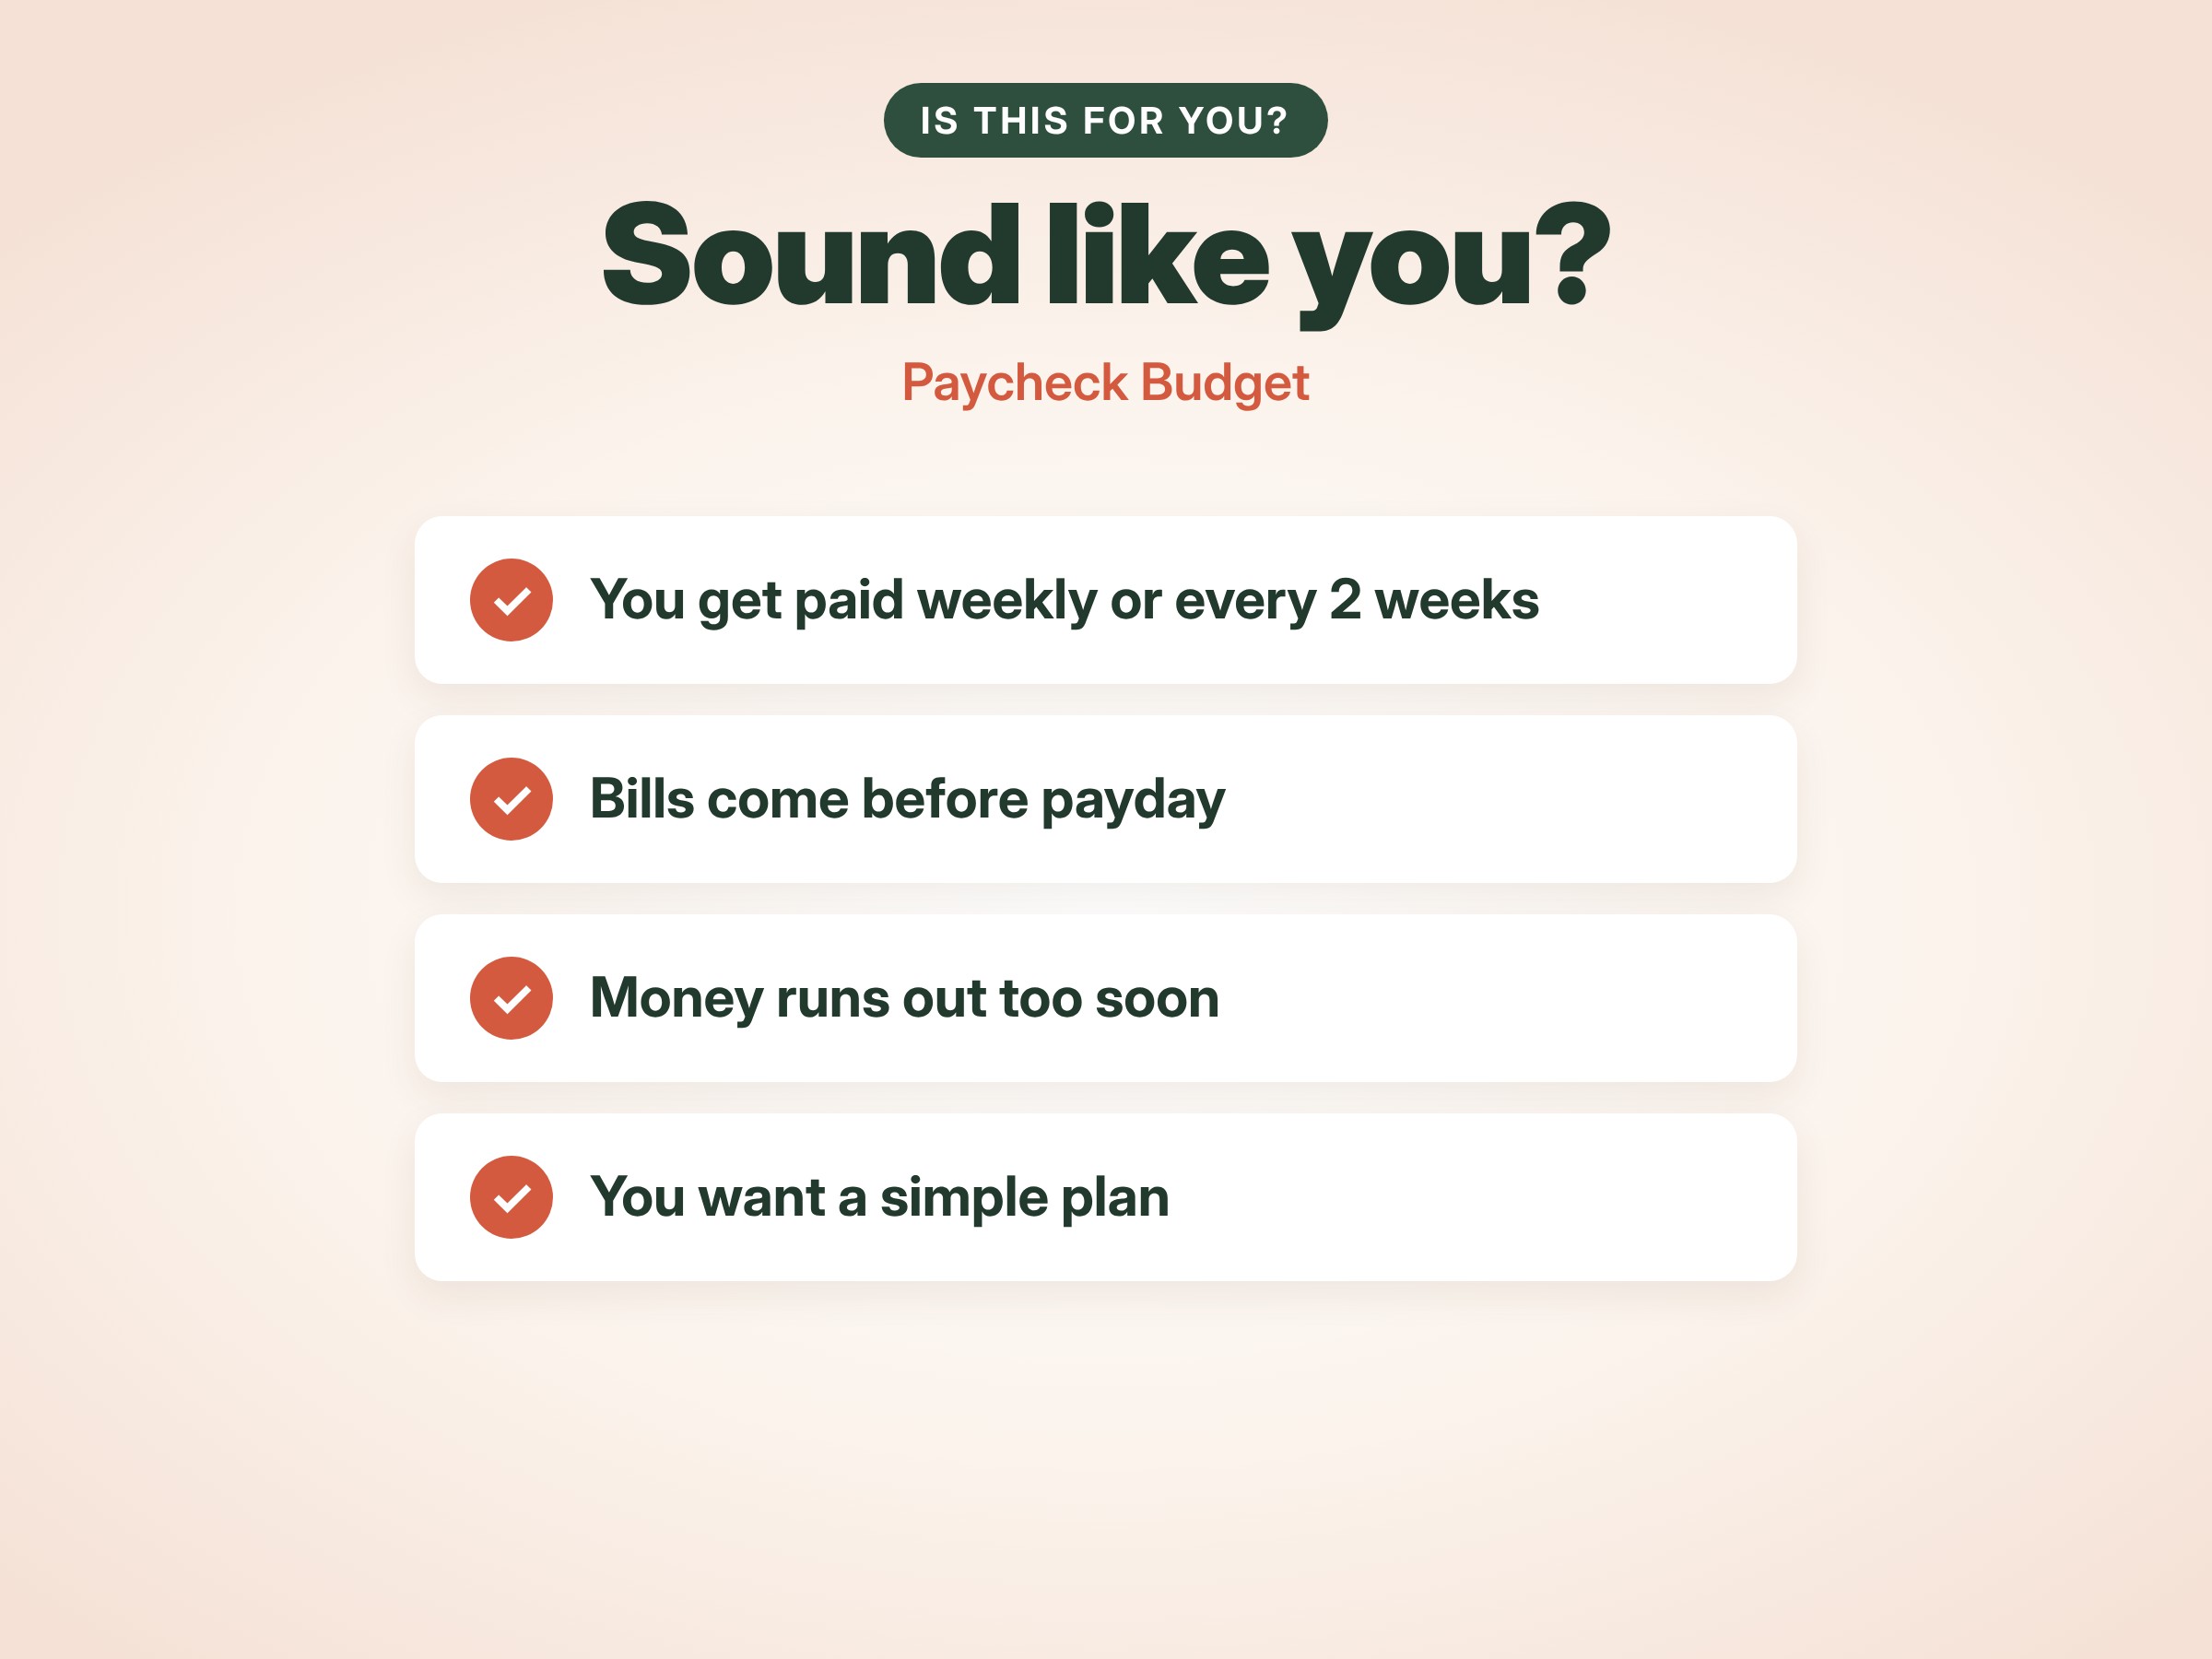 IS THIS FOR YOU?
Sound like you?
Paycheck Budget
You get paid weekly or every 2 weeks
Bills come before payday
Money runs out too soon
You want a simple plan